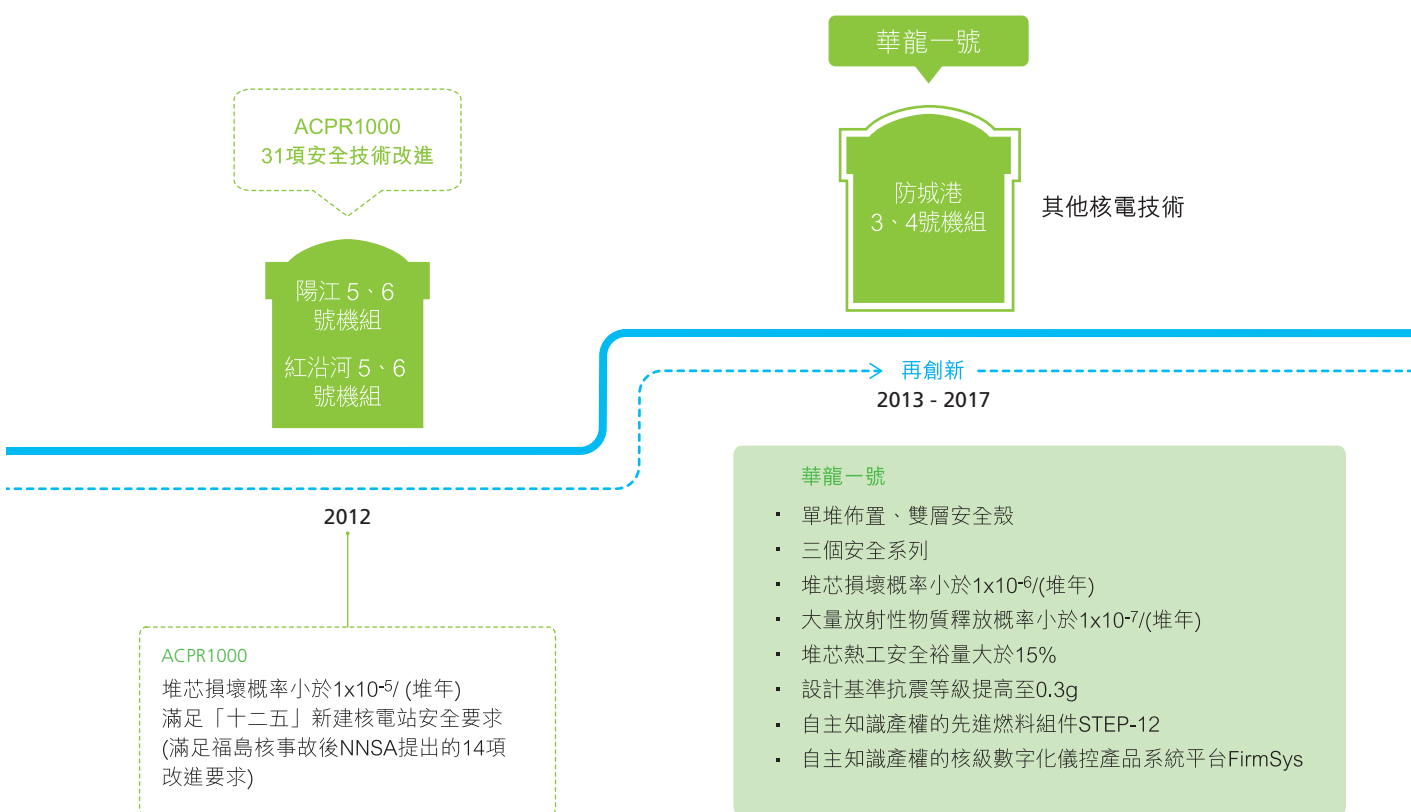 華龍一號
ACPR1000
31項安全技術改進
防城港
3、4號機組
其他核電技術
陽江 5、6
號機組
紅沿河 5、6
號機組
再創新
2013 - 2017
2012
華龍一號
▪ 單堆佈置、雙層安全殼
▪ 三個安全系列
▪ 堆芯損壞概率小於1x10⁻⁶/(堆年)
▪ 大量放射性物質釋放概率小於1x10⁻⁷/(堆年)
▪ 堆芯熱工安全裕量大於15%
▪ 設計基準抗震等級提高至0.3g
▪ 自主知識產權的先進燃料組件STEP-12
▪ 自主知識產權的核級數字化儀控產品系統平台FirmSys
ACPR1000
堆芯損壞概率小於1x10⁻⁵/ (堆年)
滿足「十二五」新建核電站安全要求
(滿足福島核事故後NNSA提出的14項
改進要求)